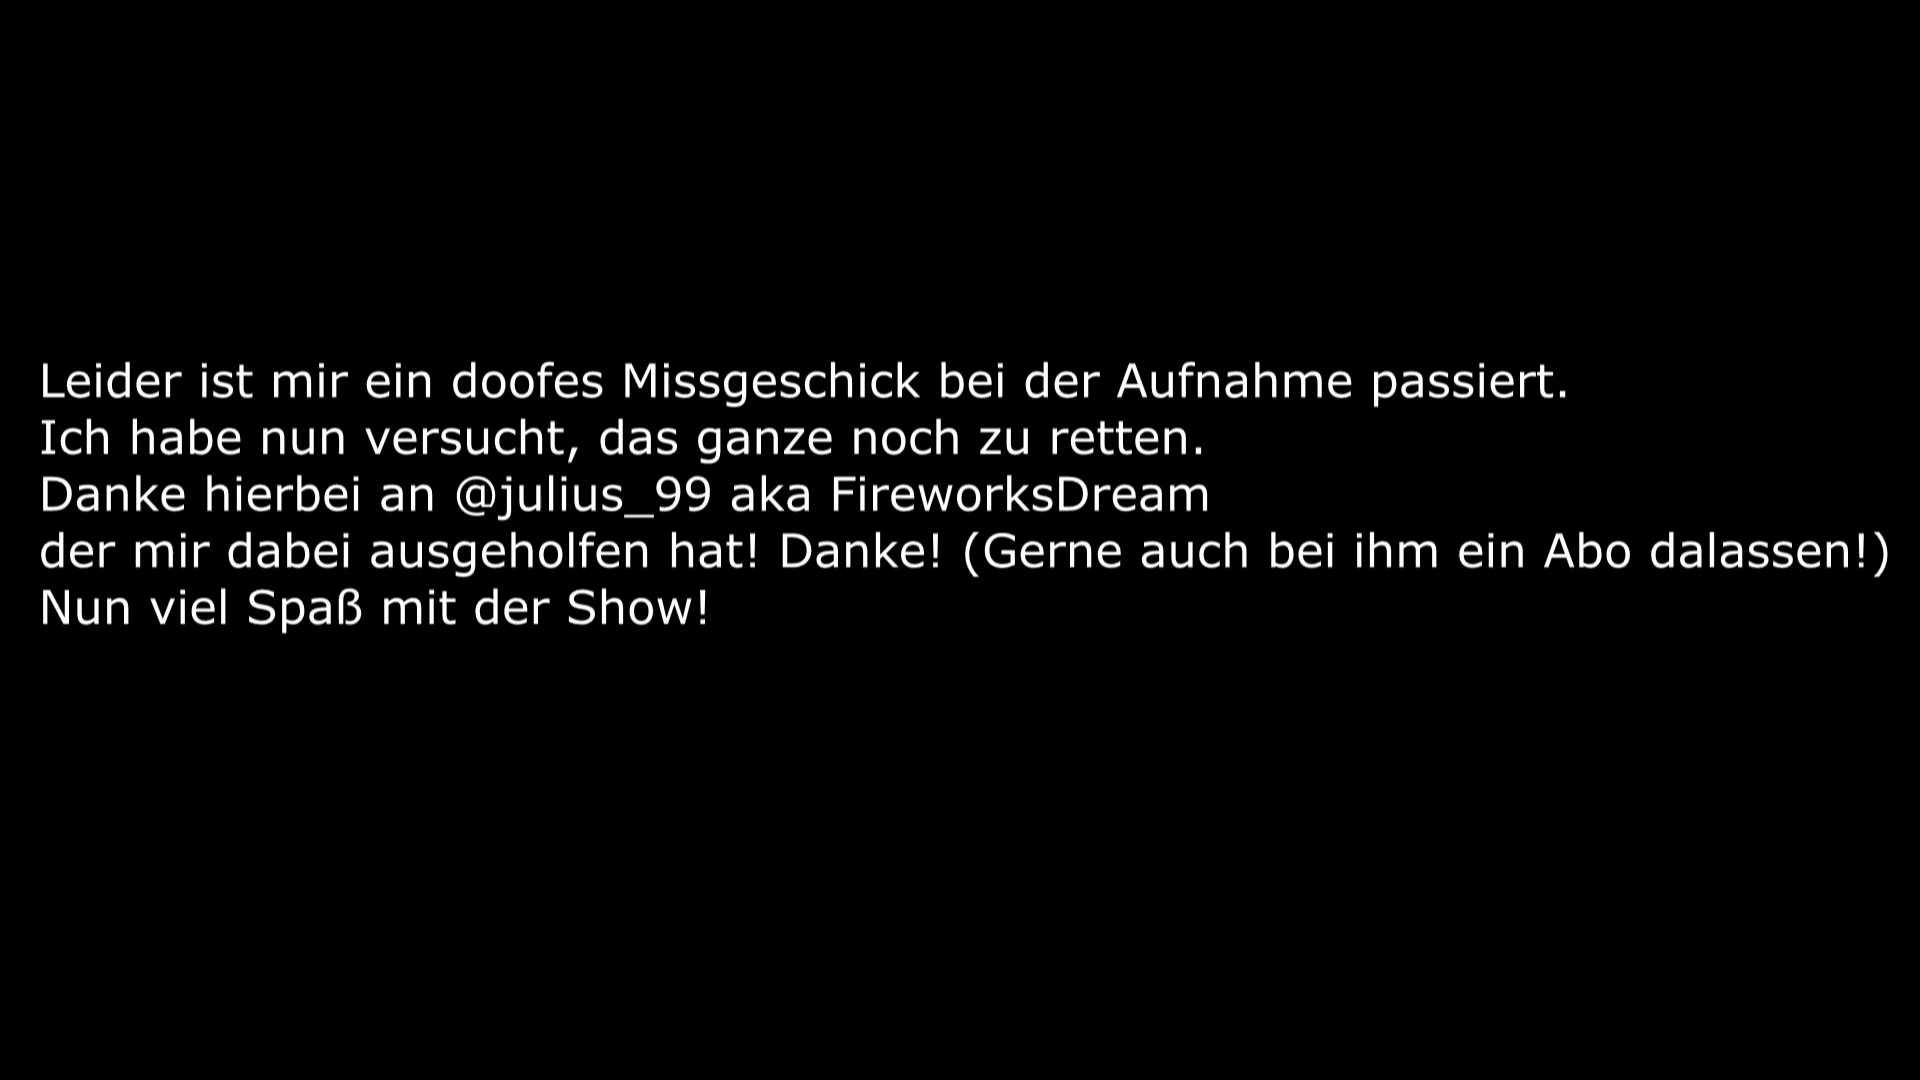 Leider ist mir ein doofes Missgeschick bei der Aufnahme passiert.
Ich habe nun versucht, das ganze noch zu retten.
Danke hierbei an @julius_99 aka FireworksDream
der mir dabei ausgeholfen hat! Danke! (Gerne auch bei ihm ein Abo dalassen!)
Nun viel Spaß mit der Show!